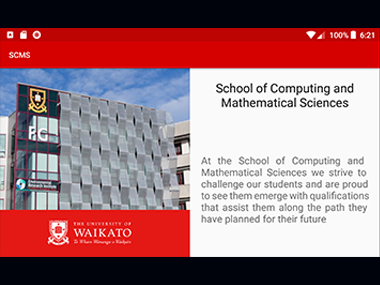 100% 6:21
SCMS
School of Computing and
Mathematical Sciences
FG
Research Institute
At the School of Computing and
Mathematical Sciences we strive to
challenge our students and are proud
to see them emerge with qualifications
that assist them along the path they
have planned for their future
THE UNIVERSITY OF
WAIKATO
Te Whare Wānanga o Waikato